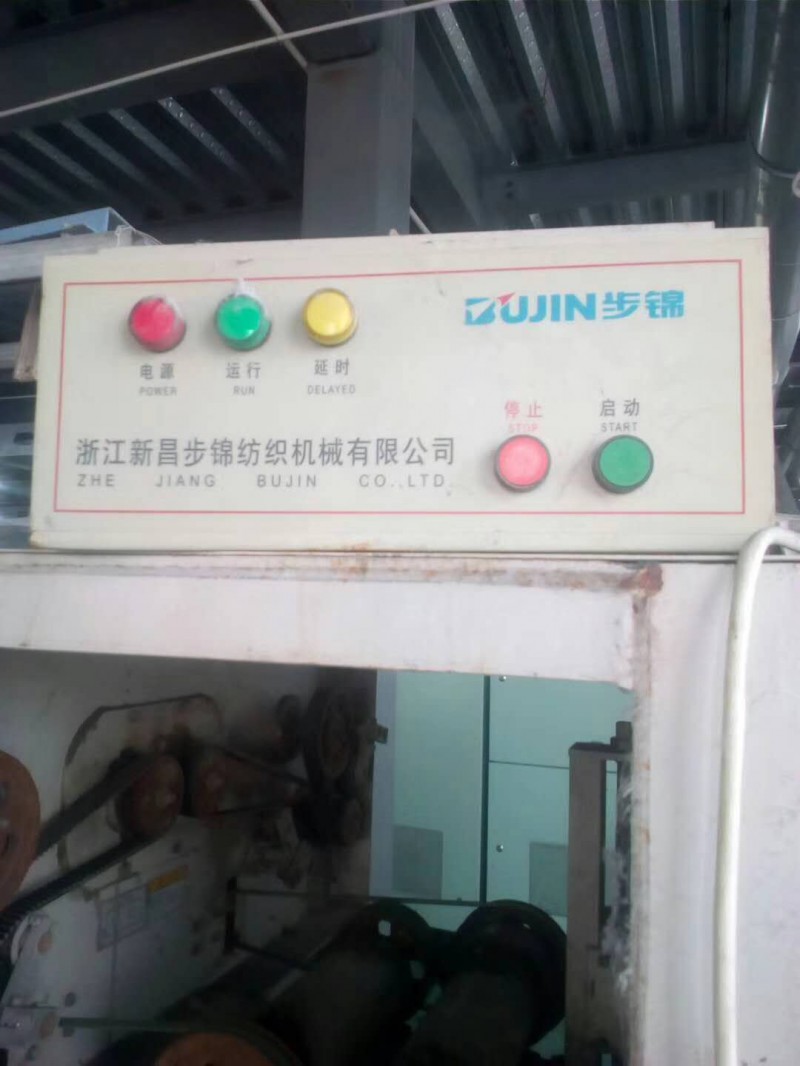 BUJIN步锦
电源 运行 延时
POWER RUN DELAYED
停止 启动
STOP START
浙江新昌步锦纺织机械有限公司
ZHE JIANG BUJIN CO.,LTD.